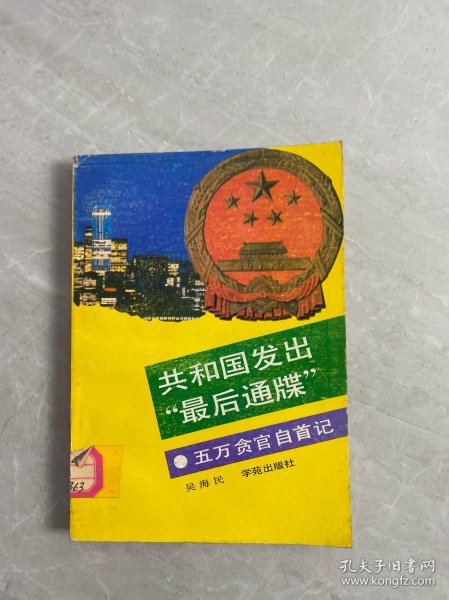 共和国发出
“最后通牒”
五万贪官自首记
吴海民 学苑出版社
363
孔夫子旧书网
www.kongfz.com